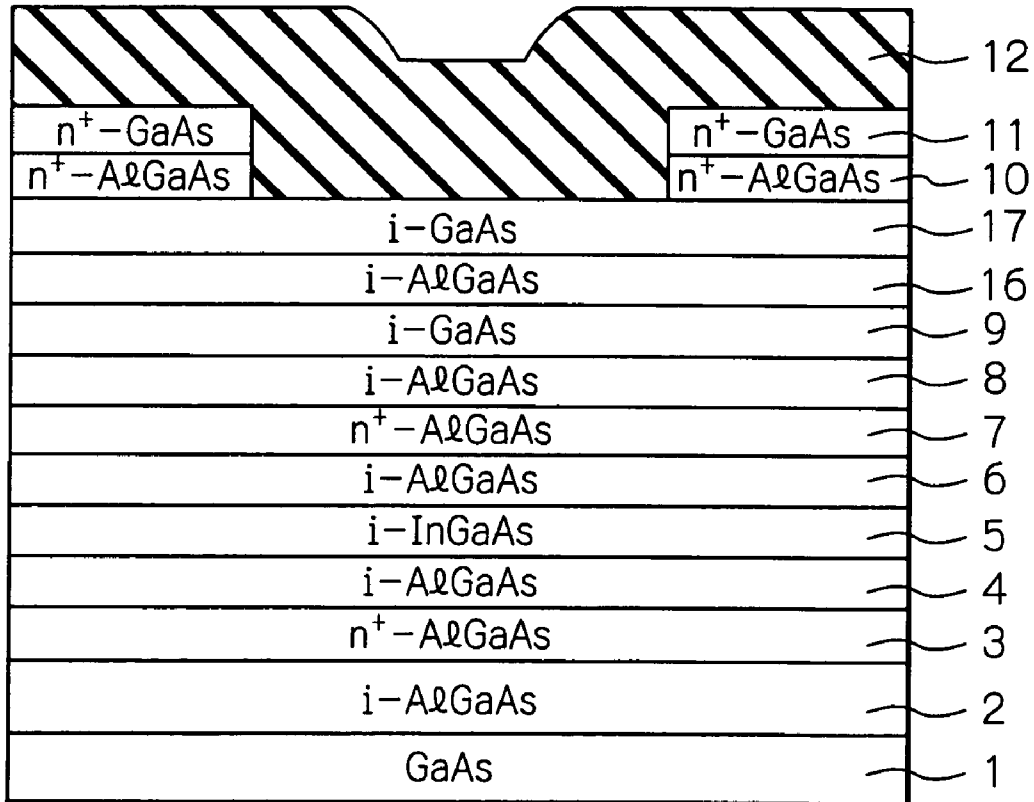 12
n⁺-GaAs n⁺-GaAs 11
n⁺-AlGaAs n⁺-AlGaAs 10
i-GaAs 17
i-AlGaAs 16
i-GaAs 9
i-AlGaAs 8
n⁺-AlGaAs 7
i-AlGaAs 6
i-InGaAs 5
i-AlGaAs 4
n⁺-AlGaAs 3
i-AlGaAs 2
GaAs 1